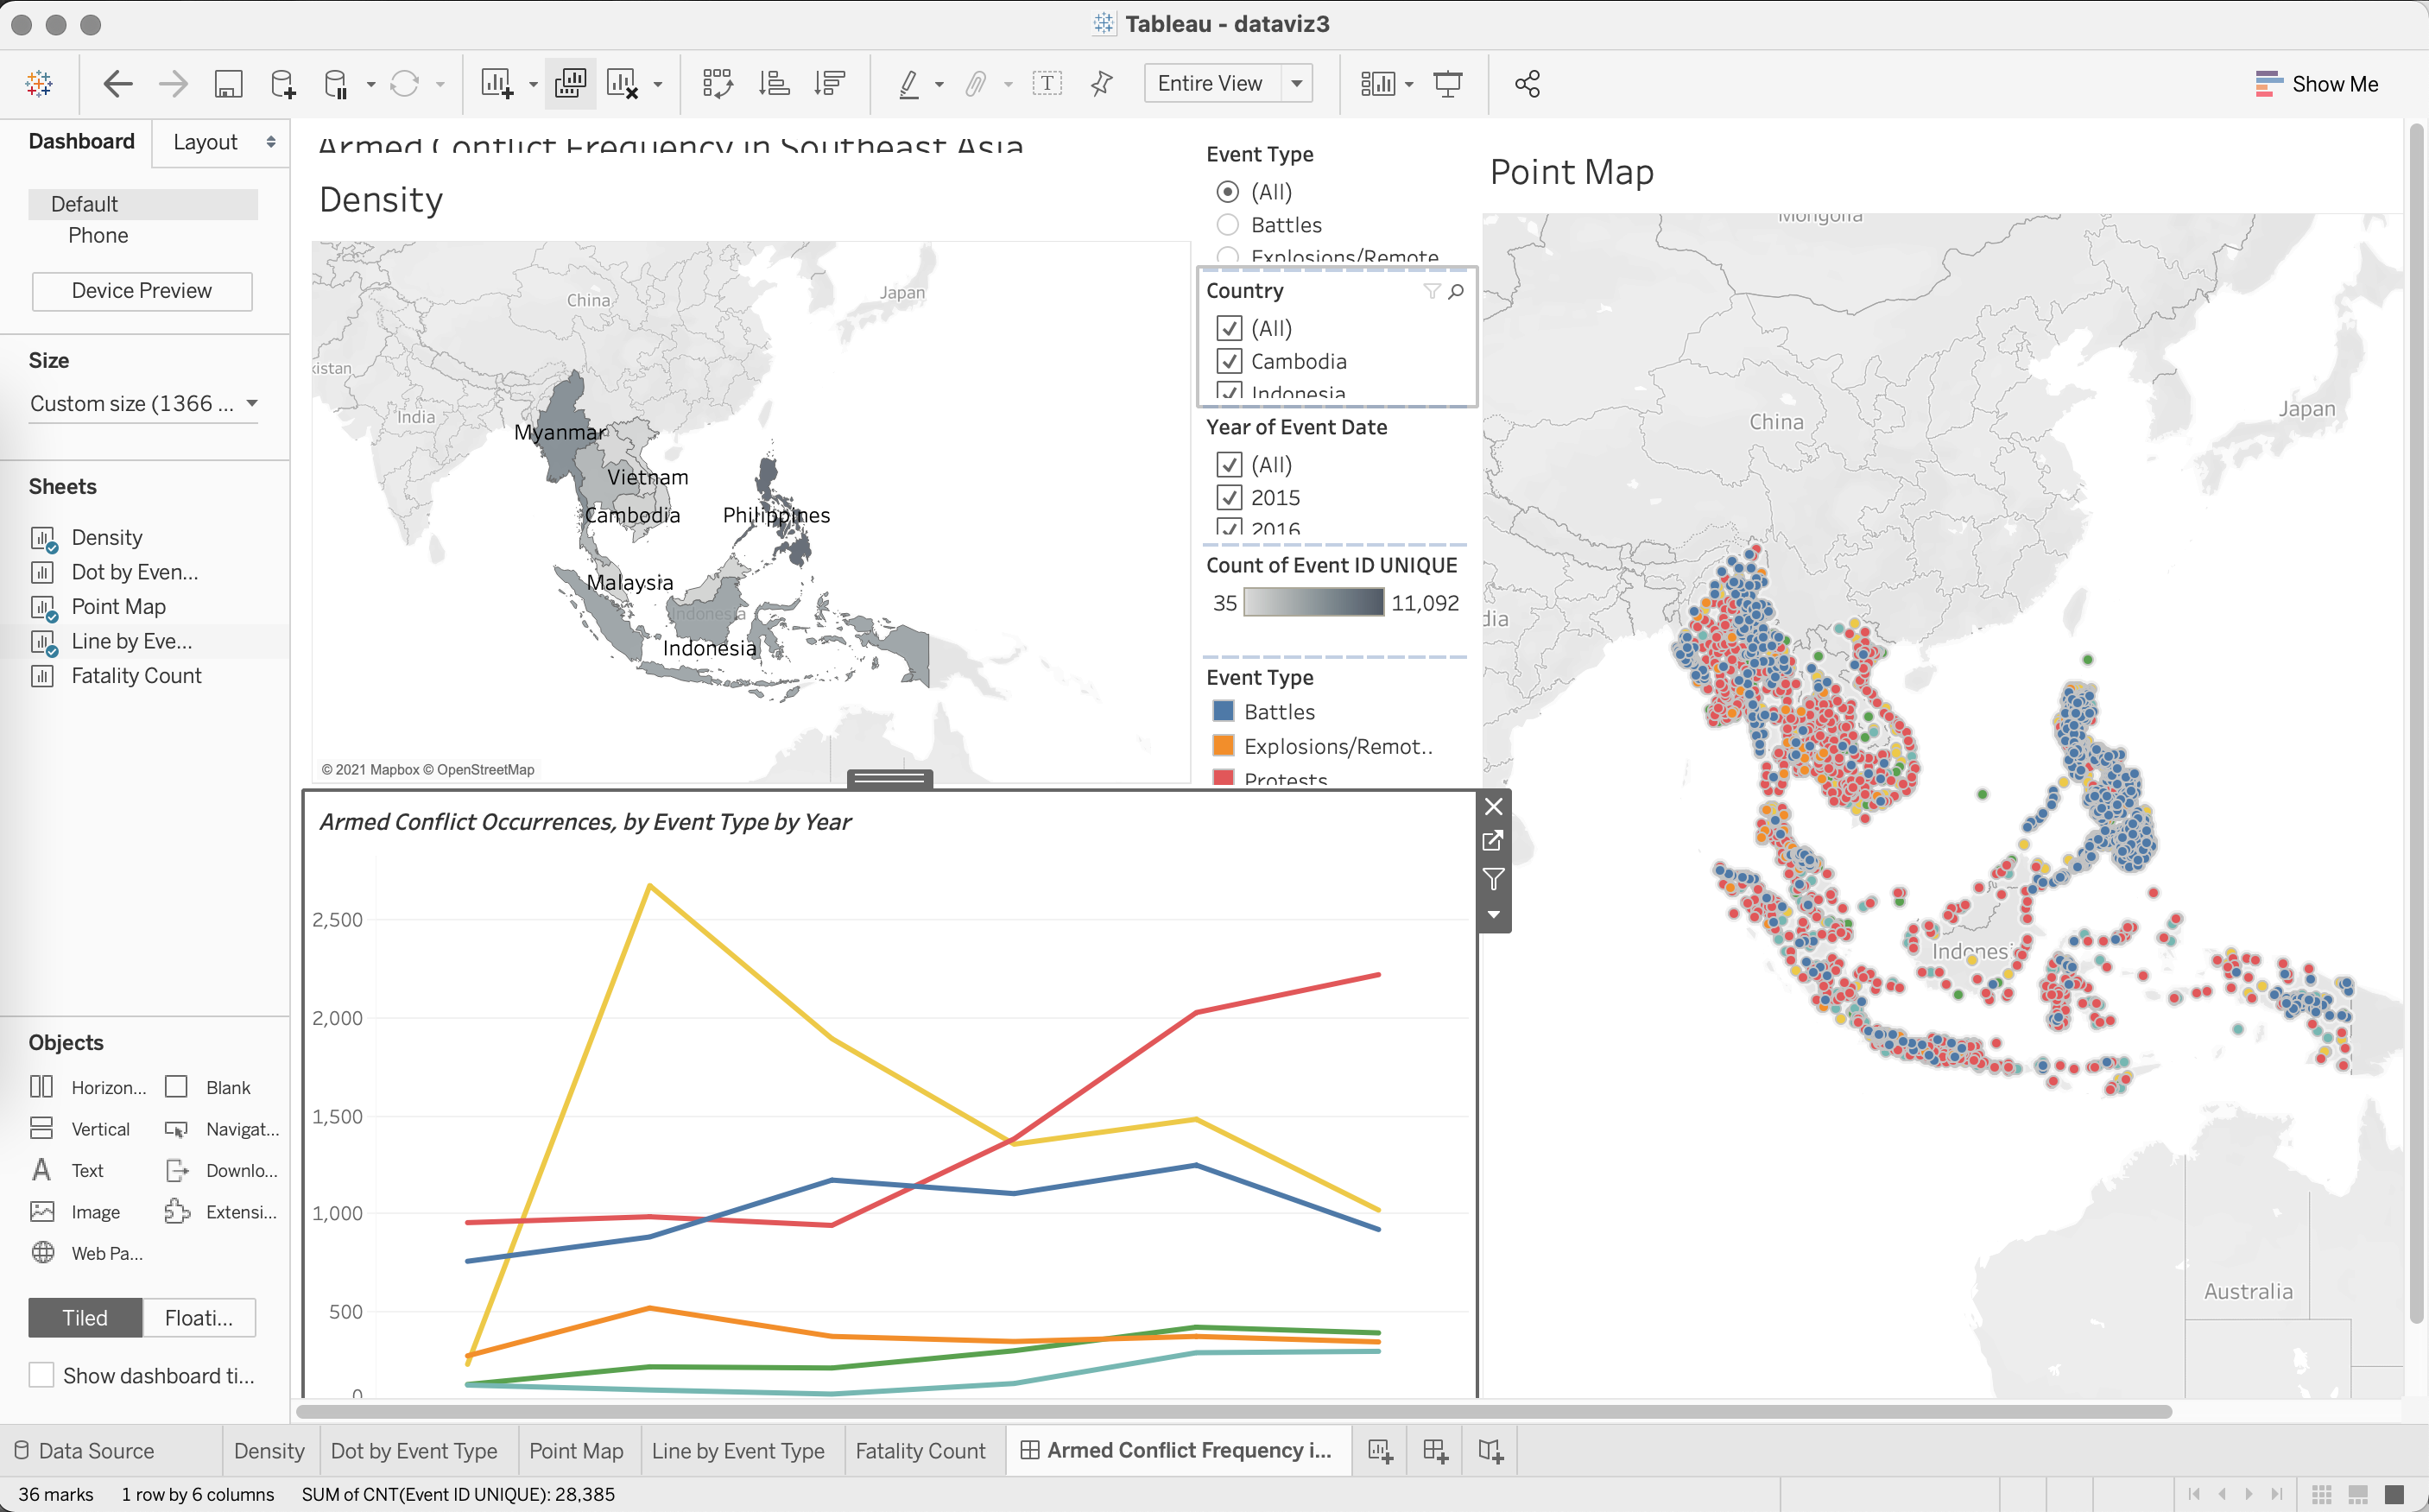 Tableau - dataviz3
Entire View
Show Me
Dashboard
Layout
Default
Phone
Device Preview
Size
Custom size (1366 ...
Sheets
Density
Dot by Even...
Point Map
Line by Eve...
Fatality Count
Objects
Horizon...
Blank
Vertical
Navigat...
Text
Downlo...
Image
Extensi...
Web Pa...
Tiled
Floati...
Show dashboard ti...
Armed Conflict Frequency in Southeast Asia
Density
China
Japan
kistan
India
Myanmar
Vietnam
Cambodia
Philippines
Malaysia
Indonesia
Indonesia
© 2021 Mapbox © OpenStreetMap
Event Type
(All)
Battles
Explosions/Remote
Country
(All)
Cambodia
Indonesia
Year of Event Date
(All)
2015
2016
Count of Event ID UNIQUE
35
11,092
Event Type
Battles
Explosions/Remot..
Protests
Point Map
Mongolia
China
Japan
dia
Indonesi
Australia
Armed Conflict Occurrences, by Event Type by Year
2,500
2,000
1,500
1,000
500
0
Data Source
Density
Dot by Event Type
Point Map
Line by Event Type
Fatality Count
Armed Conflict Frequency i...
36 marks
1 row by 6 columns
SUM of CNT(Event ID UNIQUE): 28,385